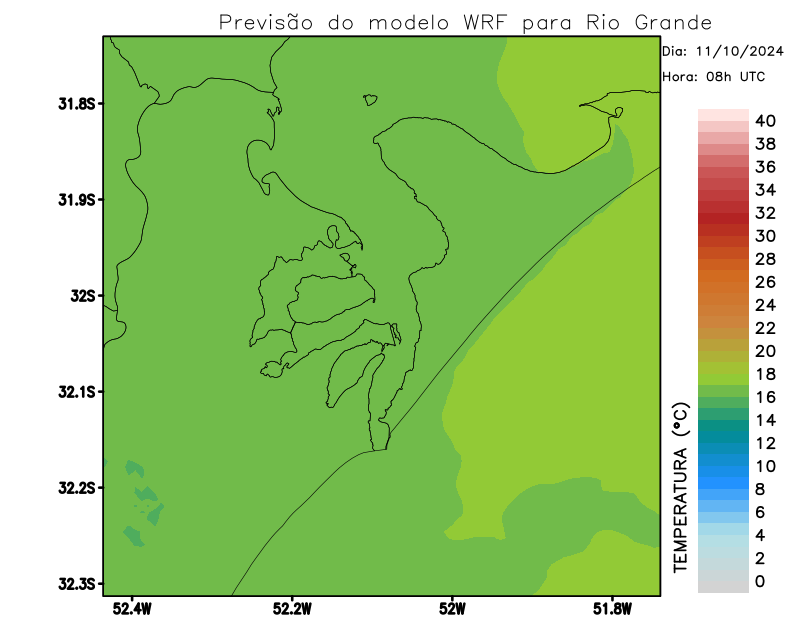 Previsão do modelo WRF para Rio Grande
Dia: 11/10/2024
Hora: 08h UTC
31.8S
31.9S
32S
32.1S
32.2S
32.3S
52.4W
52.2W
52W
51.8W
TEMPERATURA (°C)
40
38
36
34
32
30
28
26
24
22
20
18
16
14
12
10
8
6
4
2
0